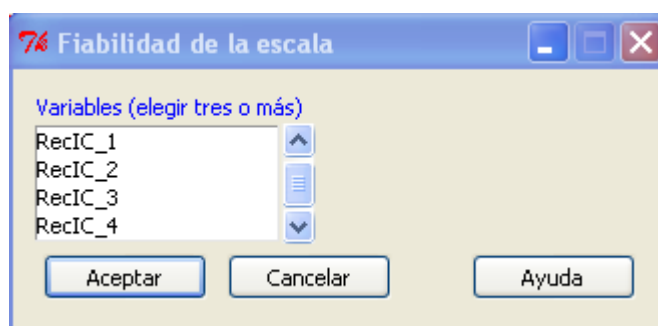 Fiabilidad de la escala
Variables (elegir tres o más)
RecIC_1
RecIC_2
RecIC_3
RecIC_4
Aceptar Cancelar Ayuda